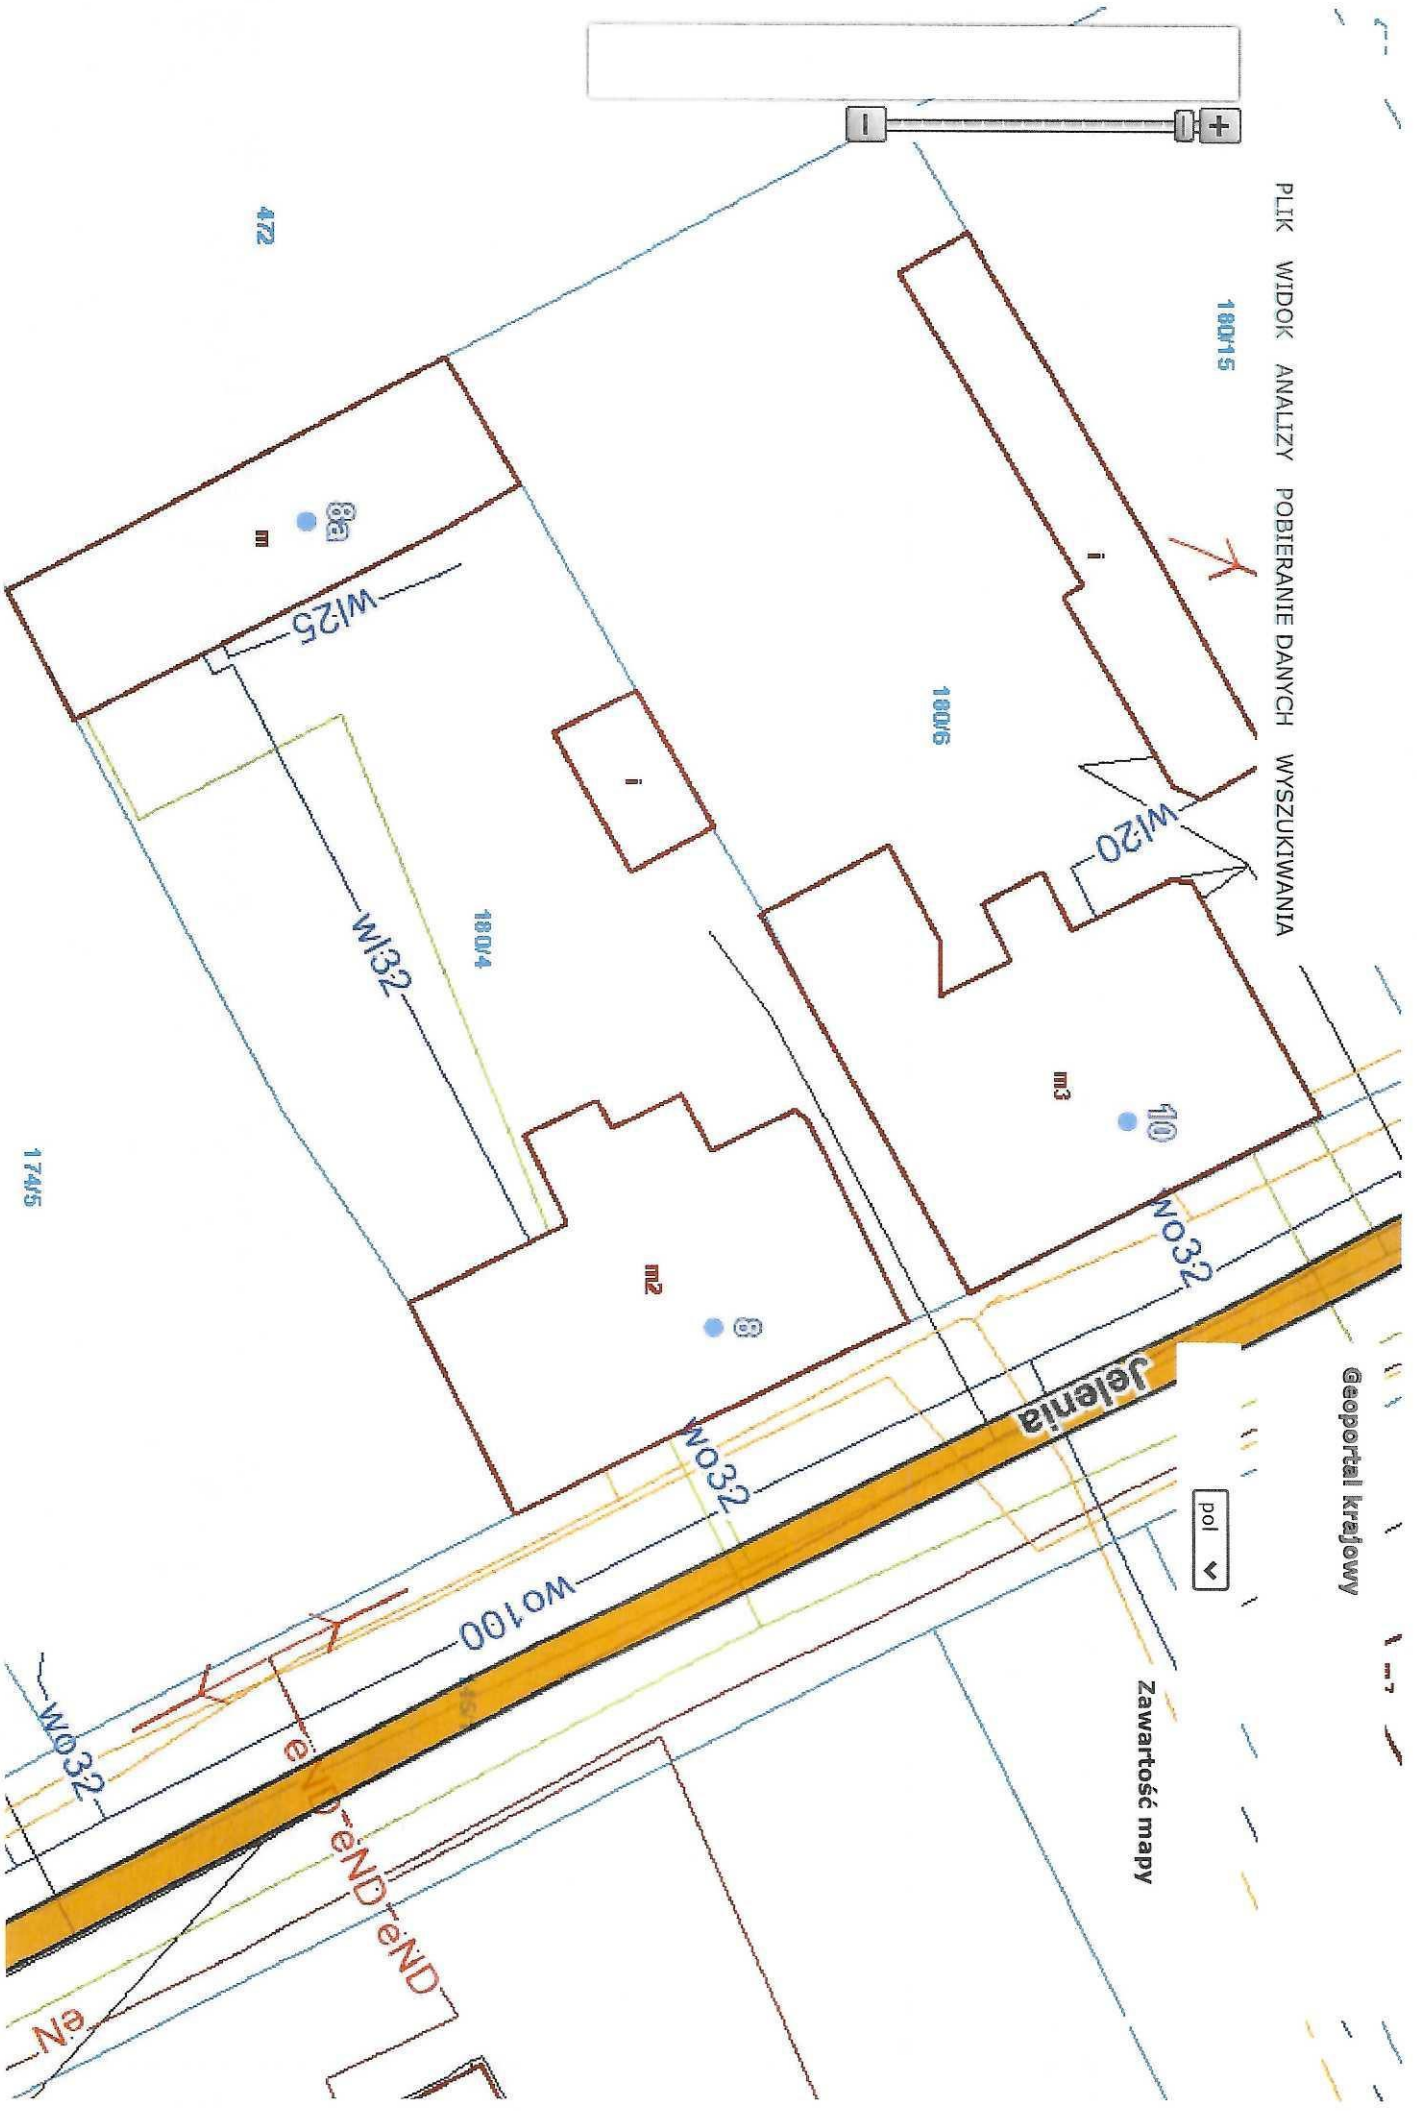 Geoportal krajowy
PLIK WIDOK ANALIZY POBIERANIE DANYCH WYSZUKIWANIA
pol
Zawartość mapy
180/15
i
wl20
180/6
10
m3
wo32
Jelenia
472
8a
m
wl25
i
180/4
wl32
8
m2
wo32
wo100
174/5
wo32
eND
eND
eND
eN